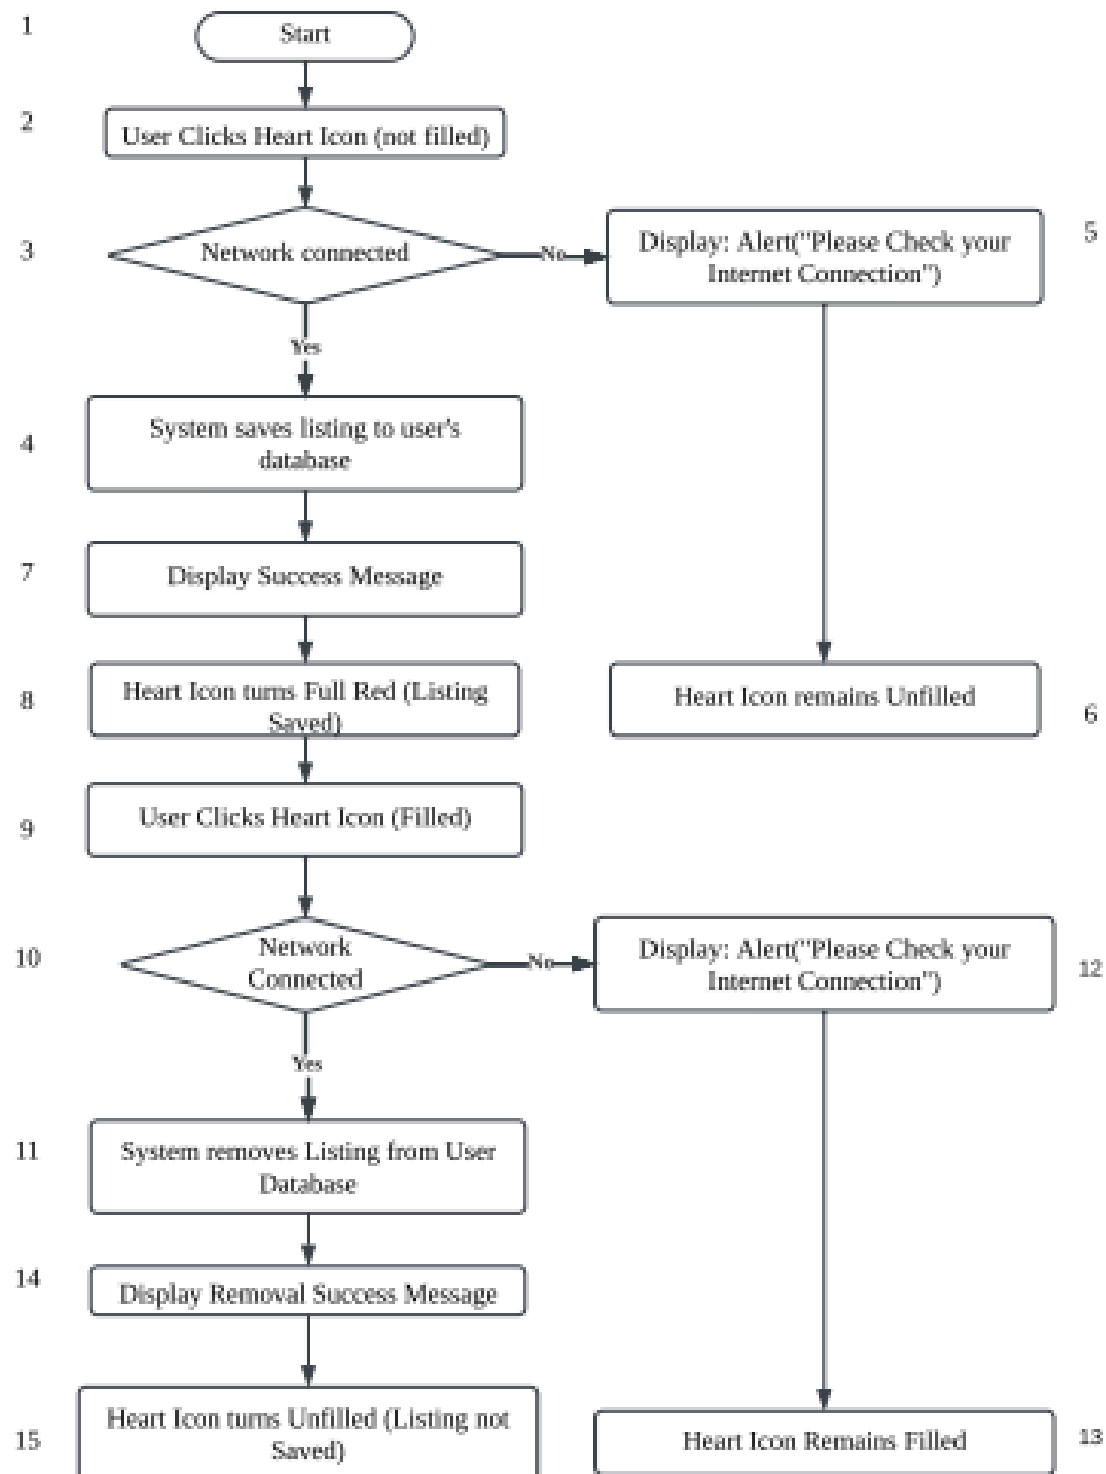 1
Start
2
User Clicks Heart Icon (not filled)
3
Network connected
No
Display: Alert("Please Check your
Internet Connection")
5
Yes
4
System saves listing to user's
database
7
Display Success Message
8
Heart Icon turns Full Red (Listing
Saved)
Heart Icon remains Unfilled
6
9
User Clicks Heart Icon (Filled)
10
Network
Connected
No
Display: Alert("Please Check your
Internet Connection")
12
Yes
11
System removes Listing from User
Database
14
Display Removal Success Message
15
Heart Icon turns Unfilled (Listing not
Saved)
Heart Icon Remains Filled
13